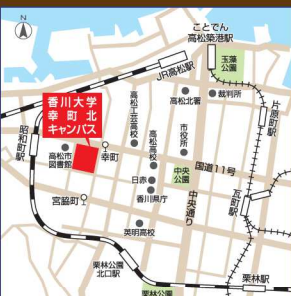 N
ことでん
高松築港駅
玉藻
公園
JR高松駅
香川大学
幸町北
キャンパス
高松北署
裁判所
片原町駅
高松工芸高校
市役所
昭和町駅
高松市
図書館
幸町
高松高校
国道11号
中央
公園
日赤
瓦町駅
宮脇町
香川県庁
中央通り
英明高校
栗林公園
北口駅
栗林駅
栗林公園